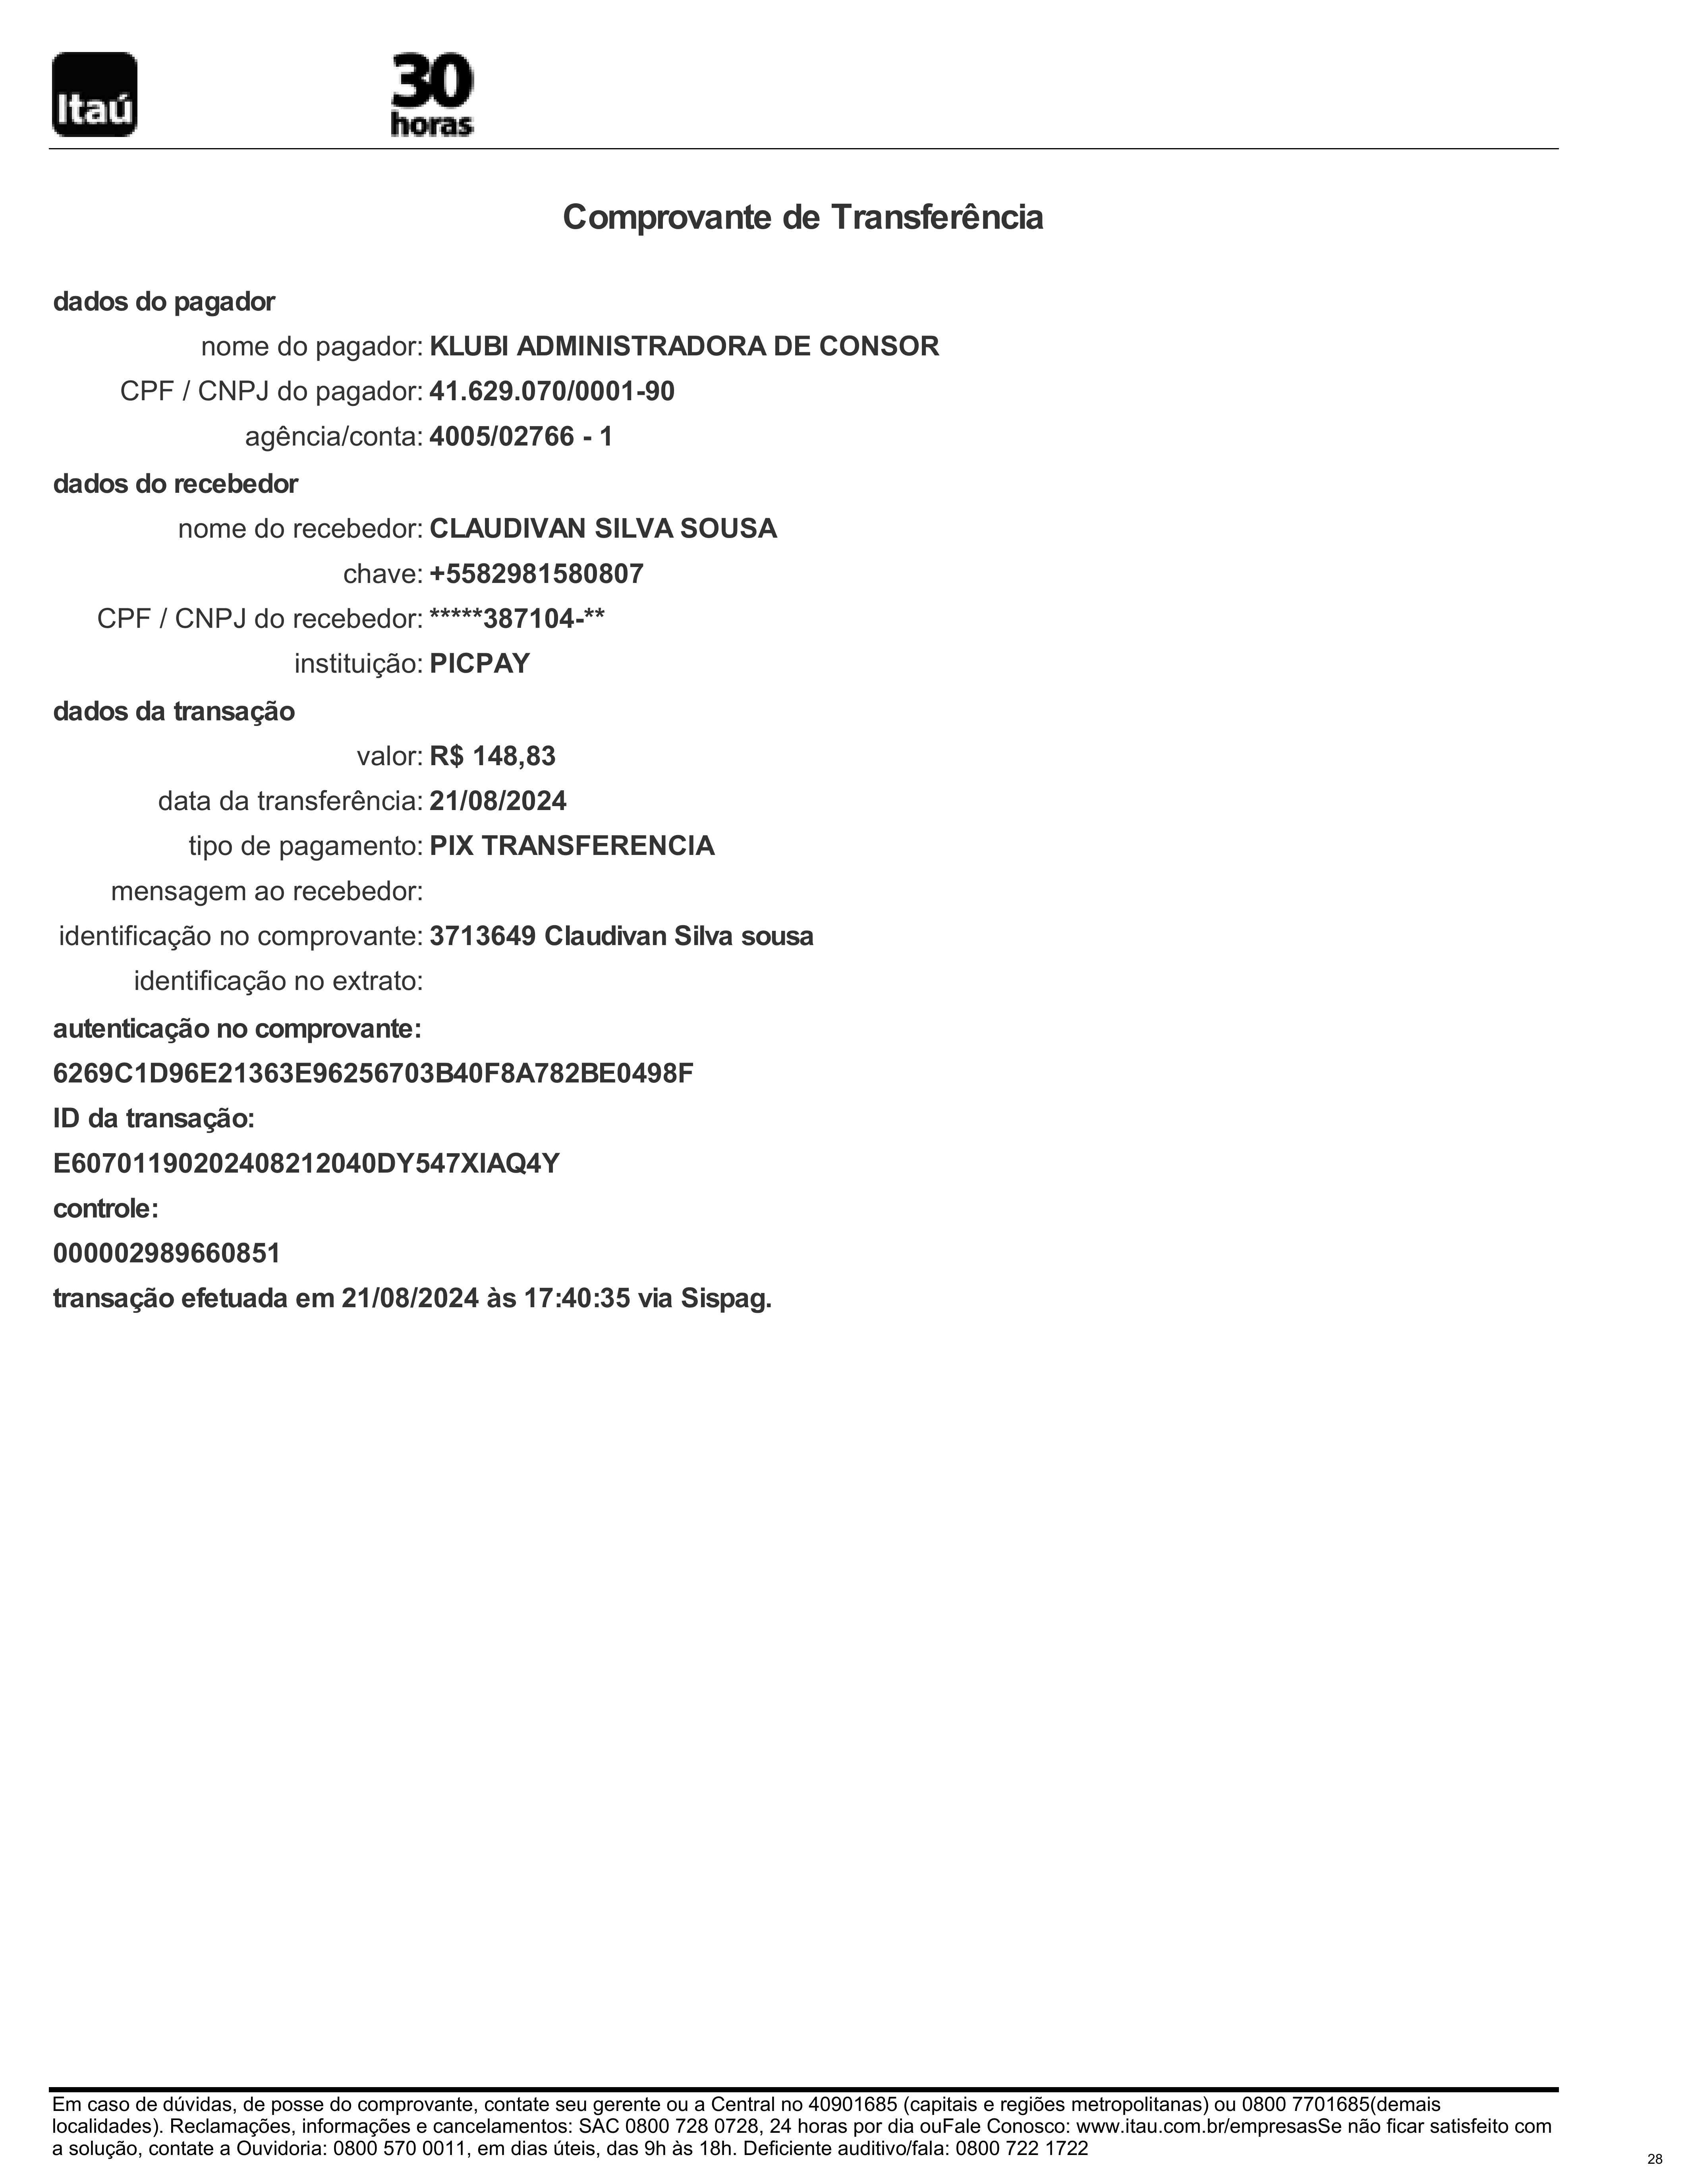 Itaú
30
horas
Comprovante de Transferência
dados do pagador
nome do pagador: KLUBI ADMINISTRADORA DE CONSOR
CPF / CNPJ do pagador: 41.629.070/0001-90
agência/conta: 4005/02766 - 1
dados do recebedor
nome do recebedor: CLAUDIVAN SILVA SOUSA
chave: +5582981580807
CPF / CNPJ do recebedor: *****387104-**
instituição: PICPAY
dados da transação
valor: R$ 148,83
data da transferência: 21/08/2024
tipo de pagamento: PIX TRANSFERENCIA
mensagem ao recebedor:
identificação no comprovante: 3713649 Claudivan Silva sousa
identificação no extrato:
autenticação no comprovante:
6269C1D96E21363E96256703B40F8A782BE0498F
ID da transação:
E60701190202408212040DY547XIAQ4Y
controle:
000002989660851
transação efetuada em 21/08/2024 às 17:40:35 via Sispag.
Em caso de dúvidas, de posse do comprovante, contate seu gerente ou a Central no 40901685 (capitais e regiões metropolitanas) ou 0800 7701685(demais
localidades). Reclamações, informações e cancelamentos: SAC 0800 728 0728, 24 horas por dia ouFale Conosco: www.itau.com.br/empresasSe não ficar satisfeito com
a solução, contate a Ouvidoria: 0800 570 0011, em dias úteis, das 9h às 18h. Deficiente auditivo/fala: 0800 722 1722
28